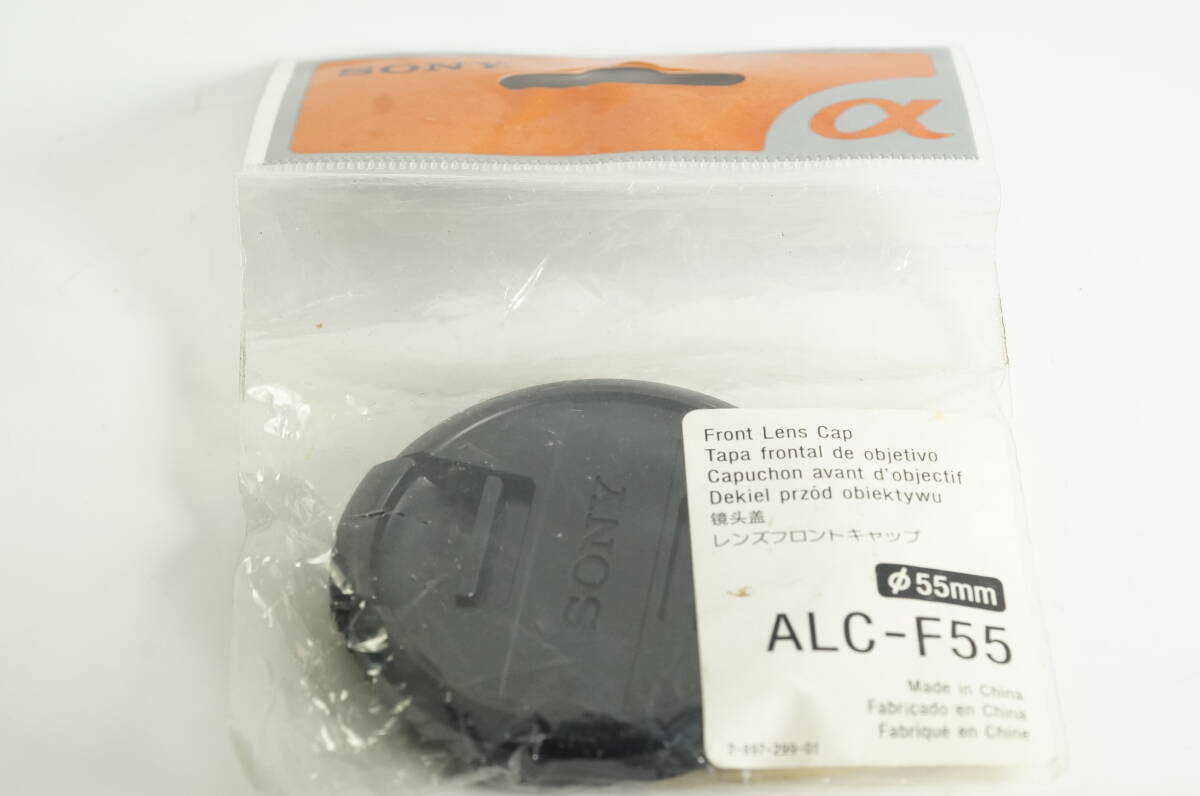 SONY
α
SONY
Front Lens Cap
Tapa frontal de objetivo
Capuchon avant d'objectif
Dekiel przód obiektywu
镜头盖
レンズフロントキャップ
ϕ55mm
ALC-F55
Made in China
Fabricado en China
Fabriqué en Chine